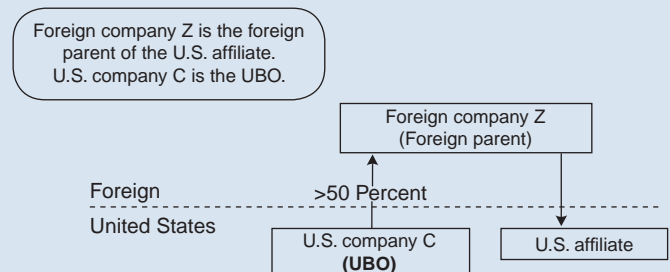 Foreign company Z is the foreign
parent of the U.S. affiliate.
U.S. company C is the UBO.
Foreign company Z
(Foreign parent)
Foreign
>50 Percent
United States
U.S. company C
(UBO)
U.S. affiliate